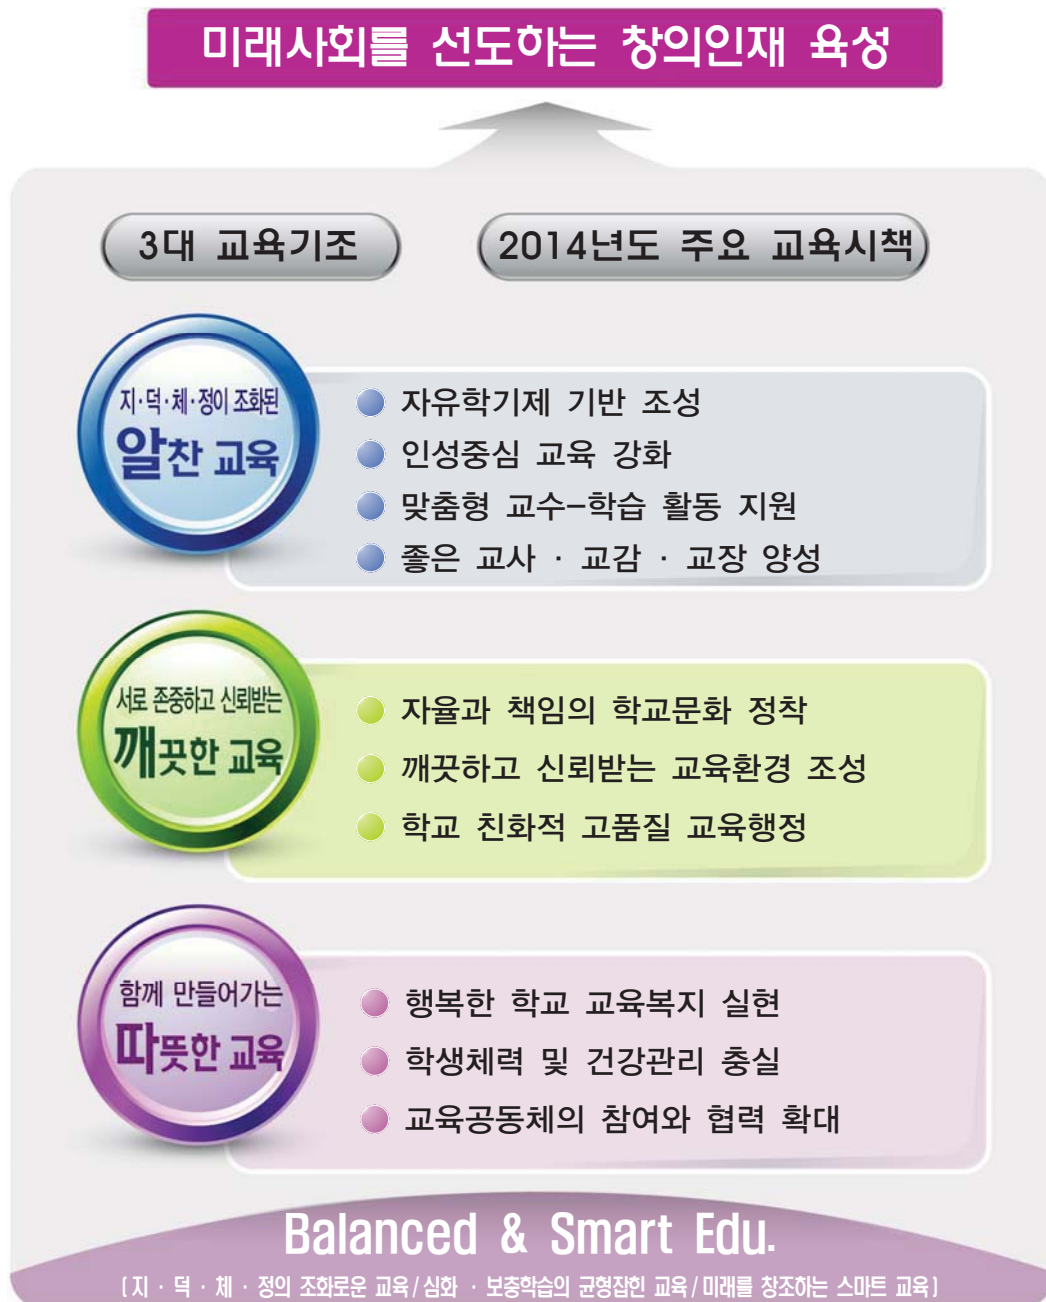 미래사회를 선도하는 창의인재 육성
3대 교육기조
2014년도 주요 교육시책
지·덕·체·정이 조화된
알찬 교육
자유학기제 기반 조성
인성중심 교육 강화
맞춤형 교수-학습 활동 지원
좋은 교사 · 교감 · 교장 양성
서로 존중하고 신뢰받는
깨끗한 교육
자율과 책임의 학교문화 정착
깨끗하고 신뢰받는 교육환경 조성
학교 친화적 고품질 교육행정
함께 만들어가는
따뜻한 교육
행복한 학교 교육복지 실현
학생체력 및 건강관리 충실
교육공동체의 참여와 협력 확대
Balanced & Smart Edu.
[지 · 덕 · 체 · 정의 조화로운 교육/심화 · 보충학습의 균형잡힌 교육/미래를 창조하는 스마트 교육]